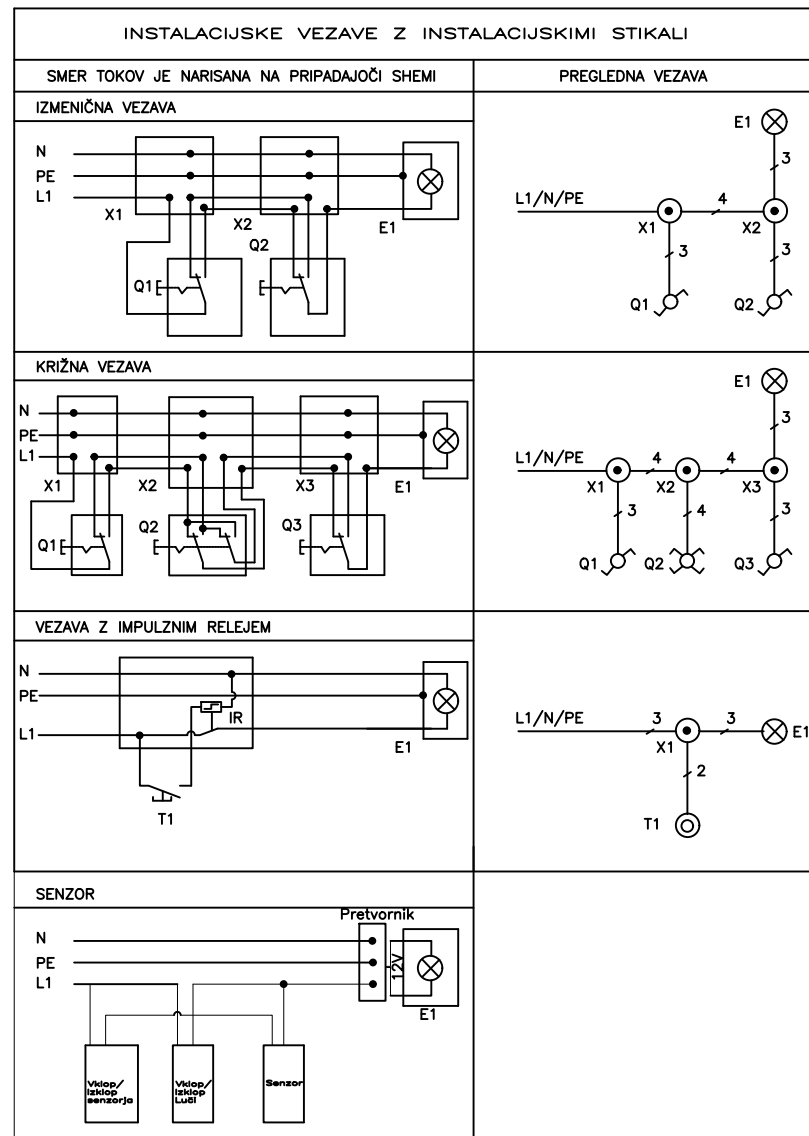 INSTALACIJSKE VEZAVE Z INSTALACIJSKIMI STIKALI
SMER TOKOV JE NARISANA NA PRIPADAJOČI SHEMI
PREGLEDNA VEZAVA
IZMENIČNA VEZAVA
N
PE
L1
X1
X2
Q2
E1
Q1
E1
3
L1/N/PE
4
X1
X2
3
3
Q1
Q2
KRIŽNA VEZAVA
N
PE
L1
X1
X2
X3
E1
Q1
Q2
Q3
E1
3
L1/N/PE
4
4
X1
X2
X3
3
4
3
Q1
Q2
Q3
VEZAVA Z IMPULZNIM RELEJEM
N
PE
L1
IR
E1
T1
L1/N/PE
3
3
X1
E1
2
T1
SENZOR
Pretvornik
N
PE
L1
12V
E1
Vklop/
Izklop
senzorja
Vklop/
Izklop
Luči
Senzor